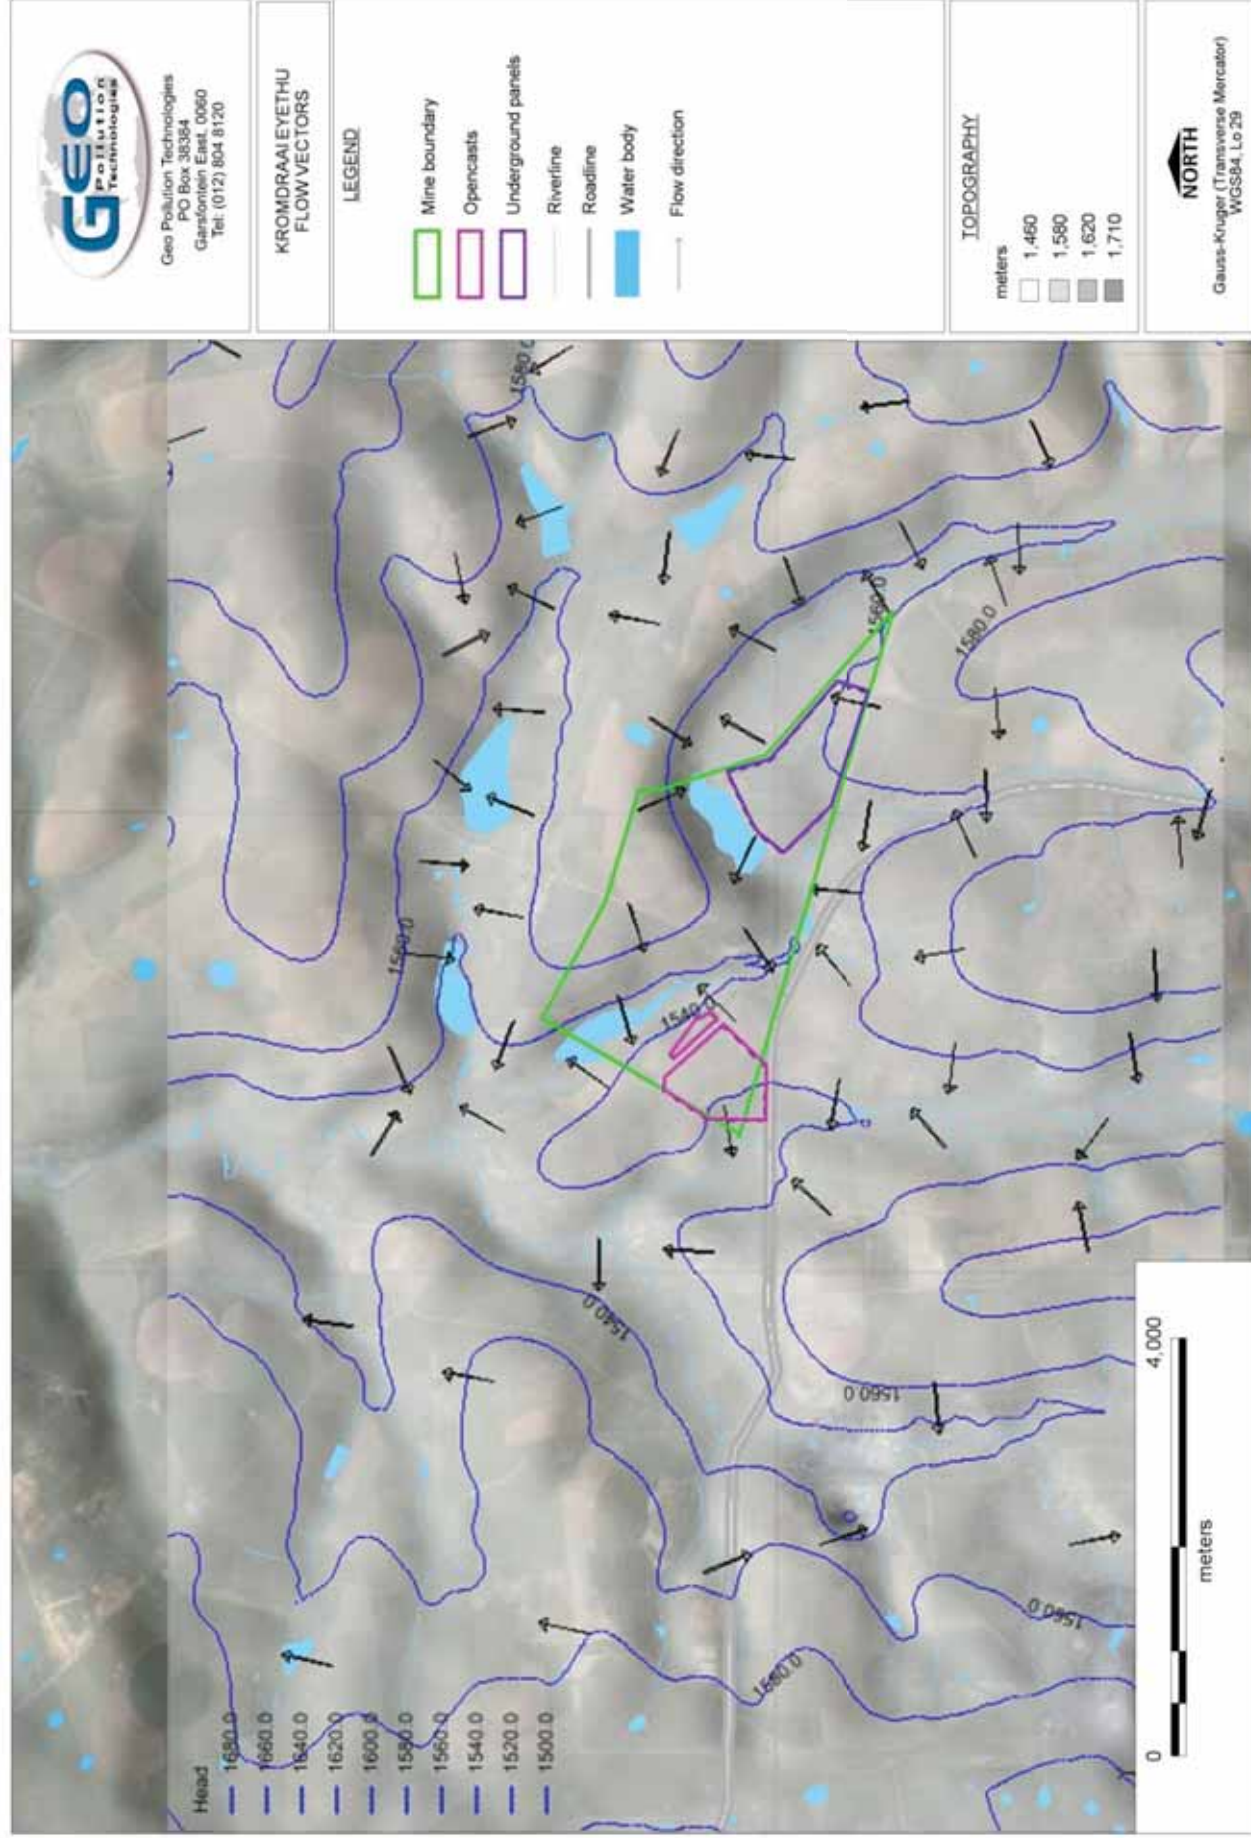 GEO
Pollution
Technologies
Geo Pollution Technologies
PO Box 38384
Garsfontein East, 0060
Tel: (012) 804 8120
KROMDRAAI EYETHU
FLOW VECTORS
LEGEND
Mine boundary
Opencasts
Underground panels
Riverline
Roadline
Water body
Flow direction
TOPOGRAPHY
meters
1,460
1,580
1,620
1,710
NORTH
Gauss-Kruger (Transverse Mercator)
WGS84, Lo 29
Head
1680.0
1660.0
1640.0
1620.0
1600.0
1580.0
1560.0
1540.0
1520.0
1500.0
1580.0
1560.0
1560.0
1580.0
1540.0
1540.0
1560.0
1560.0
0
4,000
meters